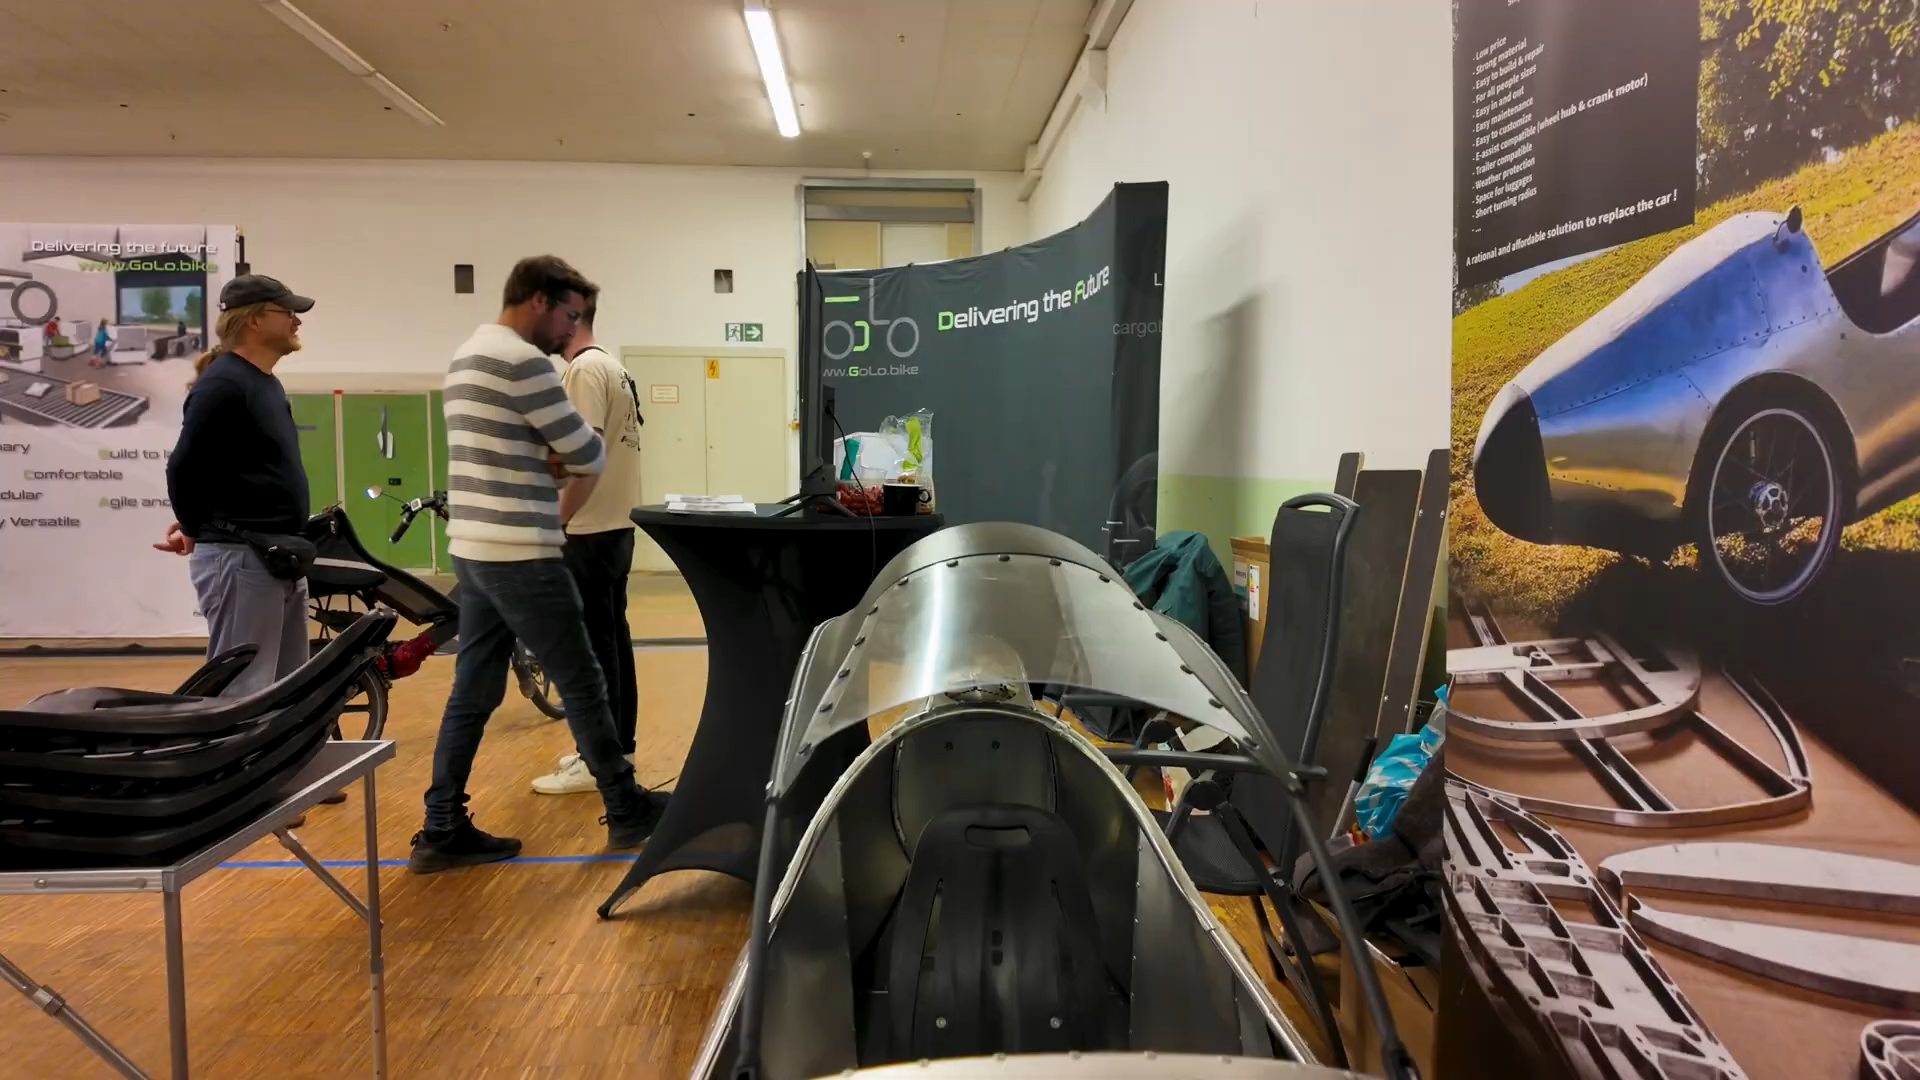 Delivering the future
www.GoLo.bike
Build to
Comfortable
Agile and
Versatile
Delivering the Future
ww.GoLo.bike
cargo
- Low price
- Strong material
- Easy to build & repair
- For all people sizes
- Easy in and out
- Easy maintenance
- Easy to customize
- E-assist compatible (wheel hub & crank motor)
- Trailer compatible
- Weather protection
- Space for luggages
- Short turning radius
- ...
A rational and affordable solution to replace the car !